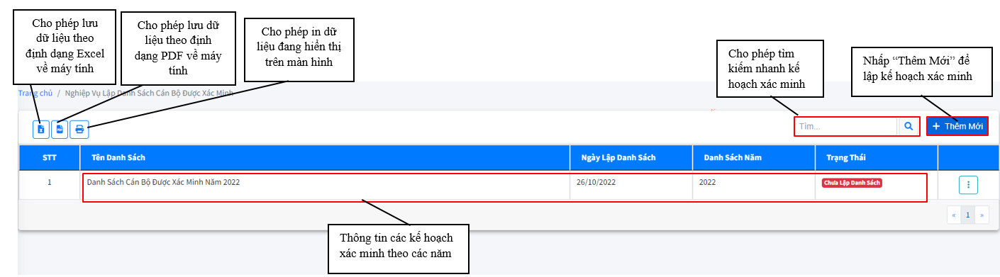 Cho phép lưu
dữ liệu theo
định dạng Excel
về máy tính
Cho phép lưu dữ
liệu theo định
dạng PDF về máy
tính
Cho phép in dữ
liệu đang hiển thị
trên màn hình
Cho phép tìm
kiếm nhanh kế
hoạch xác minh
Nhấp “Thêm Mới” để
lập kế hoạch xác minh
Trang chủ / Nghiệp Vụ Lập Danh Sách Cán Bộ Được Xác Minh
Tìm...
+ Thêm Mới
STT Tên Danh Sách Ngày Lập Danh Sách Danh Sách Năm Trạng Thái
1 Danh Sách Cán Bộ Được Xác Minh Năm 2022 26/10/2022 2022 Chưa Lập Danh Sách
« 1 »
Thông tin các kế hoạch
xác minh theo các năm